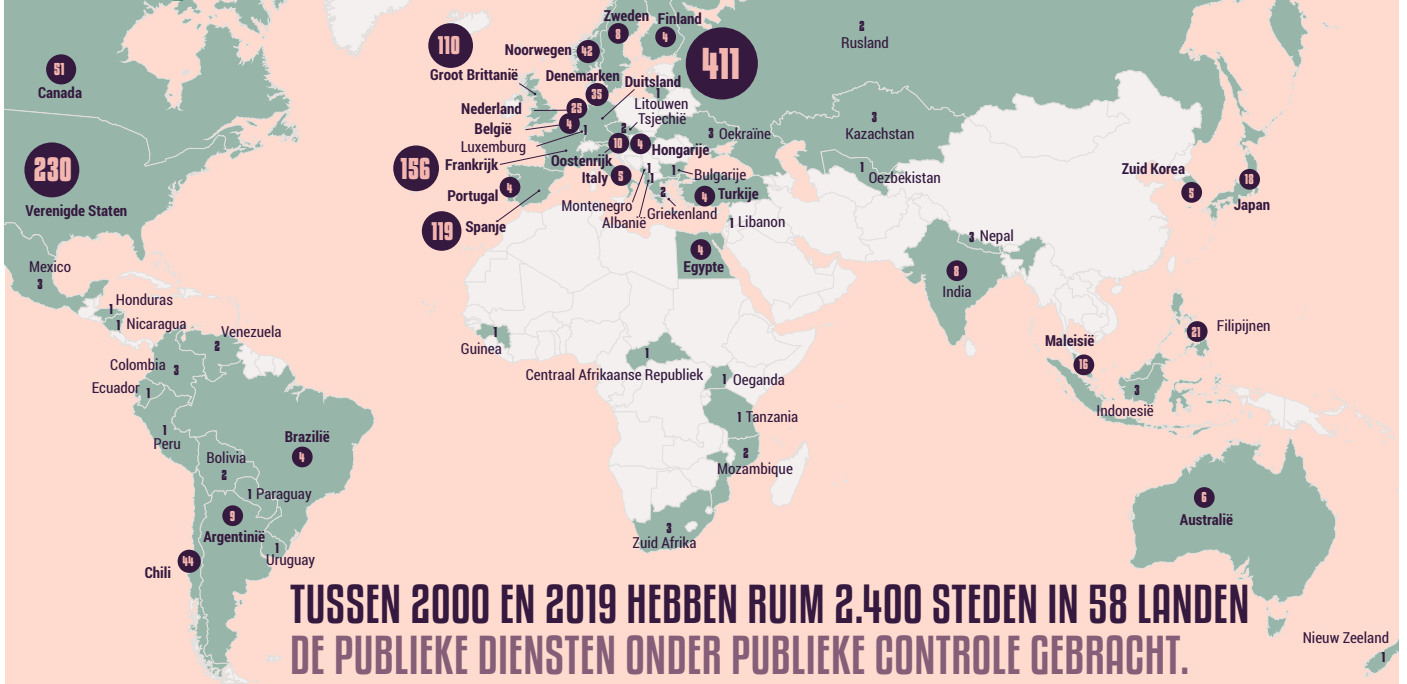 51
Canada
230
Verenigde Staten
Mexico
3
Honduras
1
1 Nicaragua
Venezuela
2
Colombia 3
Ecuador 1
1
Peru
Brazilië
4
Bolivia
2
1 Paraguay
9
Argentinië
1
Uruguay
44
Chili
110
Groot Brittanië
Zweden
8
Finland
4
Noorwegen 42
Denemarken
35
Duitsland
411
1
Litouwen
Nederland 25
België 4
Luxemburg 1
Tsjechië
2
156
Frankrijk
10
Oostenrijk
4
Hongarije
Italy 5
Portugal 4
119
Spanje
Montenegro
1
Albanië
1
1 Bulgarije
2
Griekenland
4
Turkije
3 Oekraïne
1 Libanon
2
Rusland
3
Kazachstan
1
Oezbekistan
Zuid Korea
5
18
Japan
3 Nepal
8
India
4
Egypte
1
Guinea
1
Centraal Afrikaanse Republiek
1 Oeganda
1 Tanzania
2
Mozambique
3
Zuid Afrika
Maleisië
16
21
Filipijnen
3
Indonesië
6
Australië
Nieuw Zeeland
1
TUSSEN 2000 EN 2019 HEBBEN RUIM 2.400 STEDEN IN 58 LANDEN
DE PUBLIEKE DIENSTEN ONDER PUBLIEKE CONTROLE GEBRACHT.